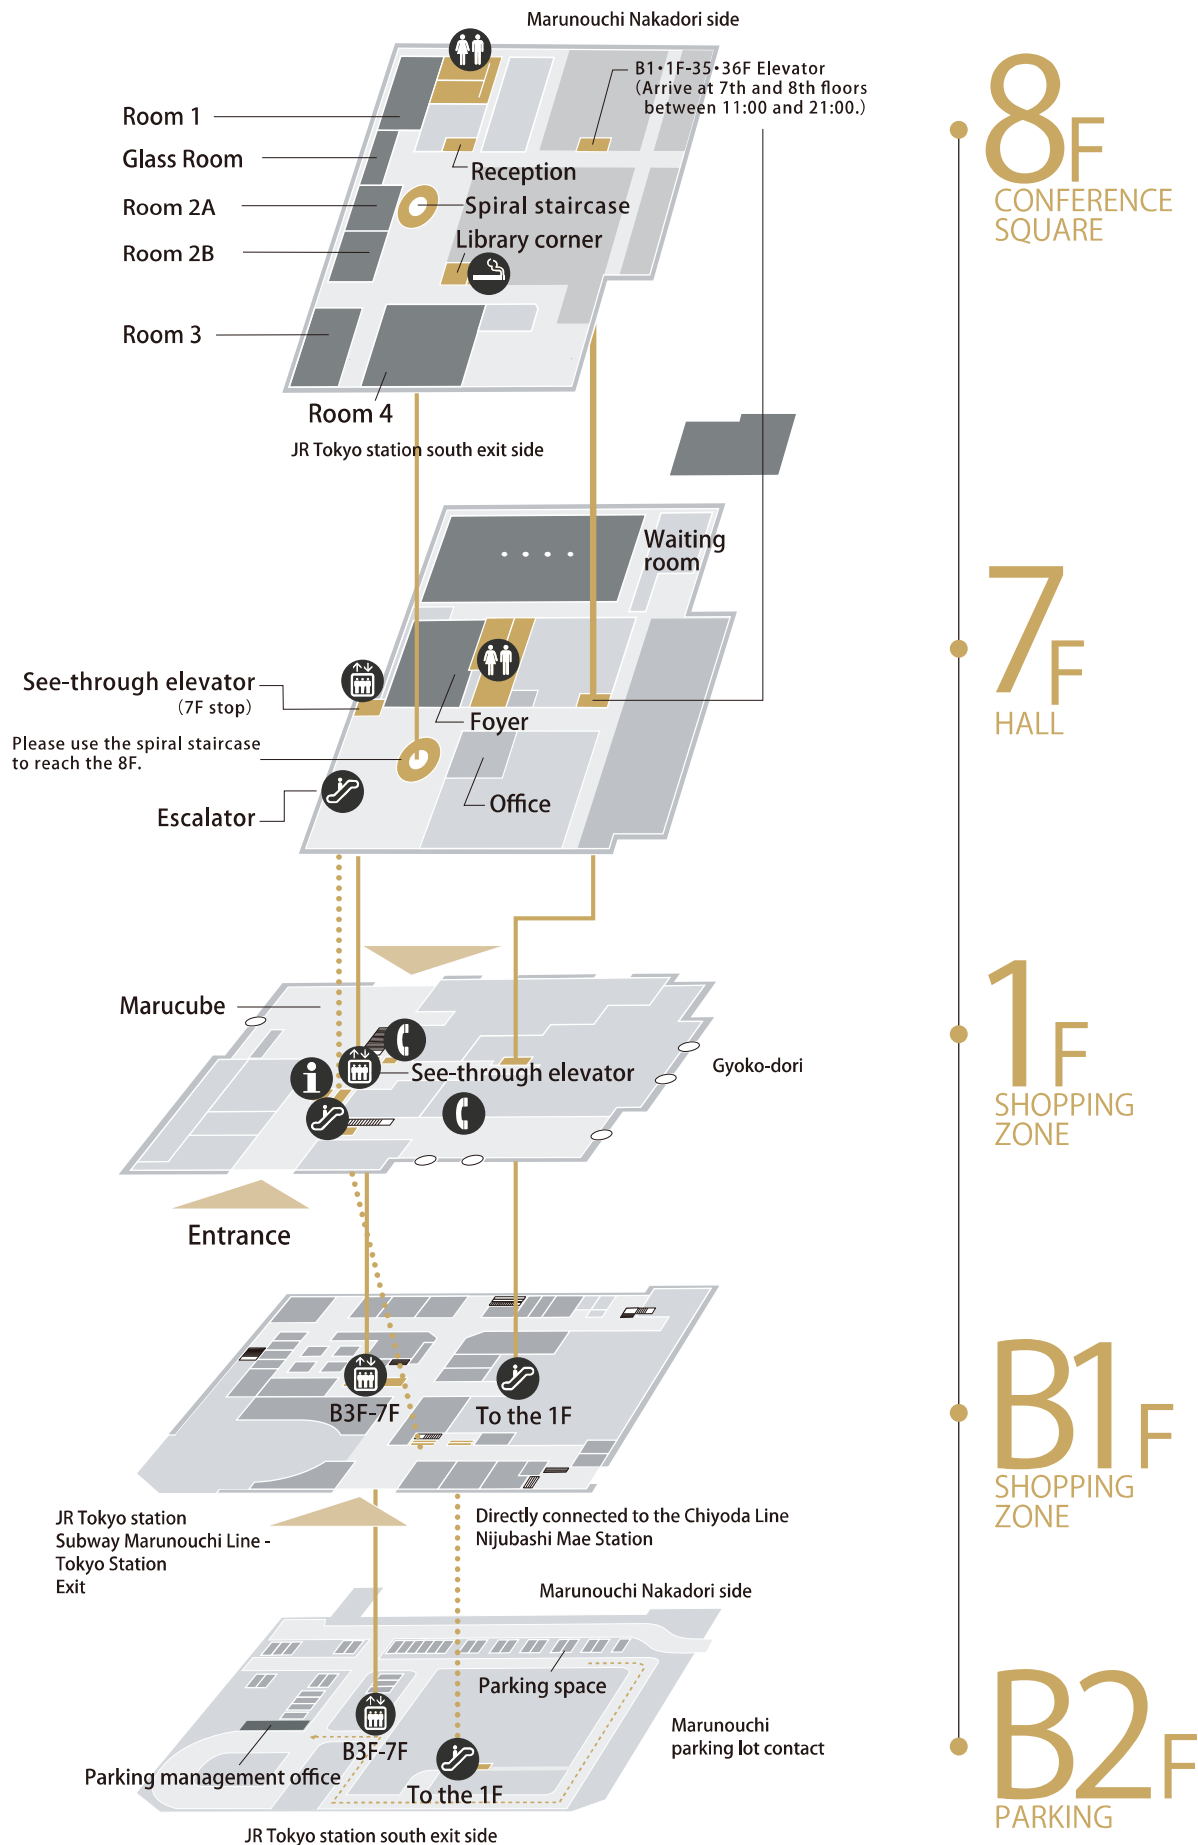 Marunouchi Nakadori side
B1・1F-35・36F Elevator
(Arrive at 7th and 8th floors
between 11:00 and 21:00.)
Room 1
Glass Room
Reception
Room 2A
Spiral staircase
Library corner
Room 2B
Room 3
Room 4
JR Tokyo station south exit side
8F
CONFERENCE
SQUARE
Waiting
room
See-through elevator
(7F stop)
Foyer
Please use the spiral staircase
to reach the 8F.
Office
Escalator
7F
HALL
Marucube
See-through elevator
Gyoko-dori
Entrance
1F
SHOPPING
ZONE
B3F-7F
To the 1F
JR Tokyo station
Subway Marunouchi Line -
Tokyo Station
Exit
Directly connected to the Chiyoda Line
Nijubashi Mae Station
B1F
SHOPPING
ZONE
Marunouchi Nakadori side
Parking space
Marunouchi
parking lot contact
B3F-7F
Parking management office
To the 1F
JR Tokyo station south exit side
B2F
PARKING